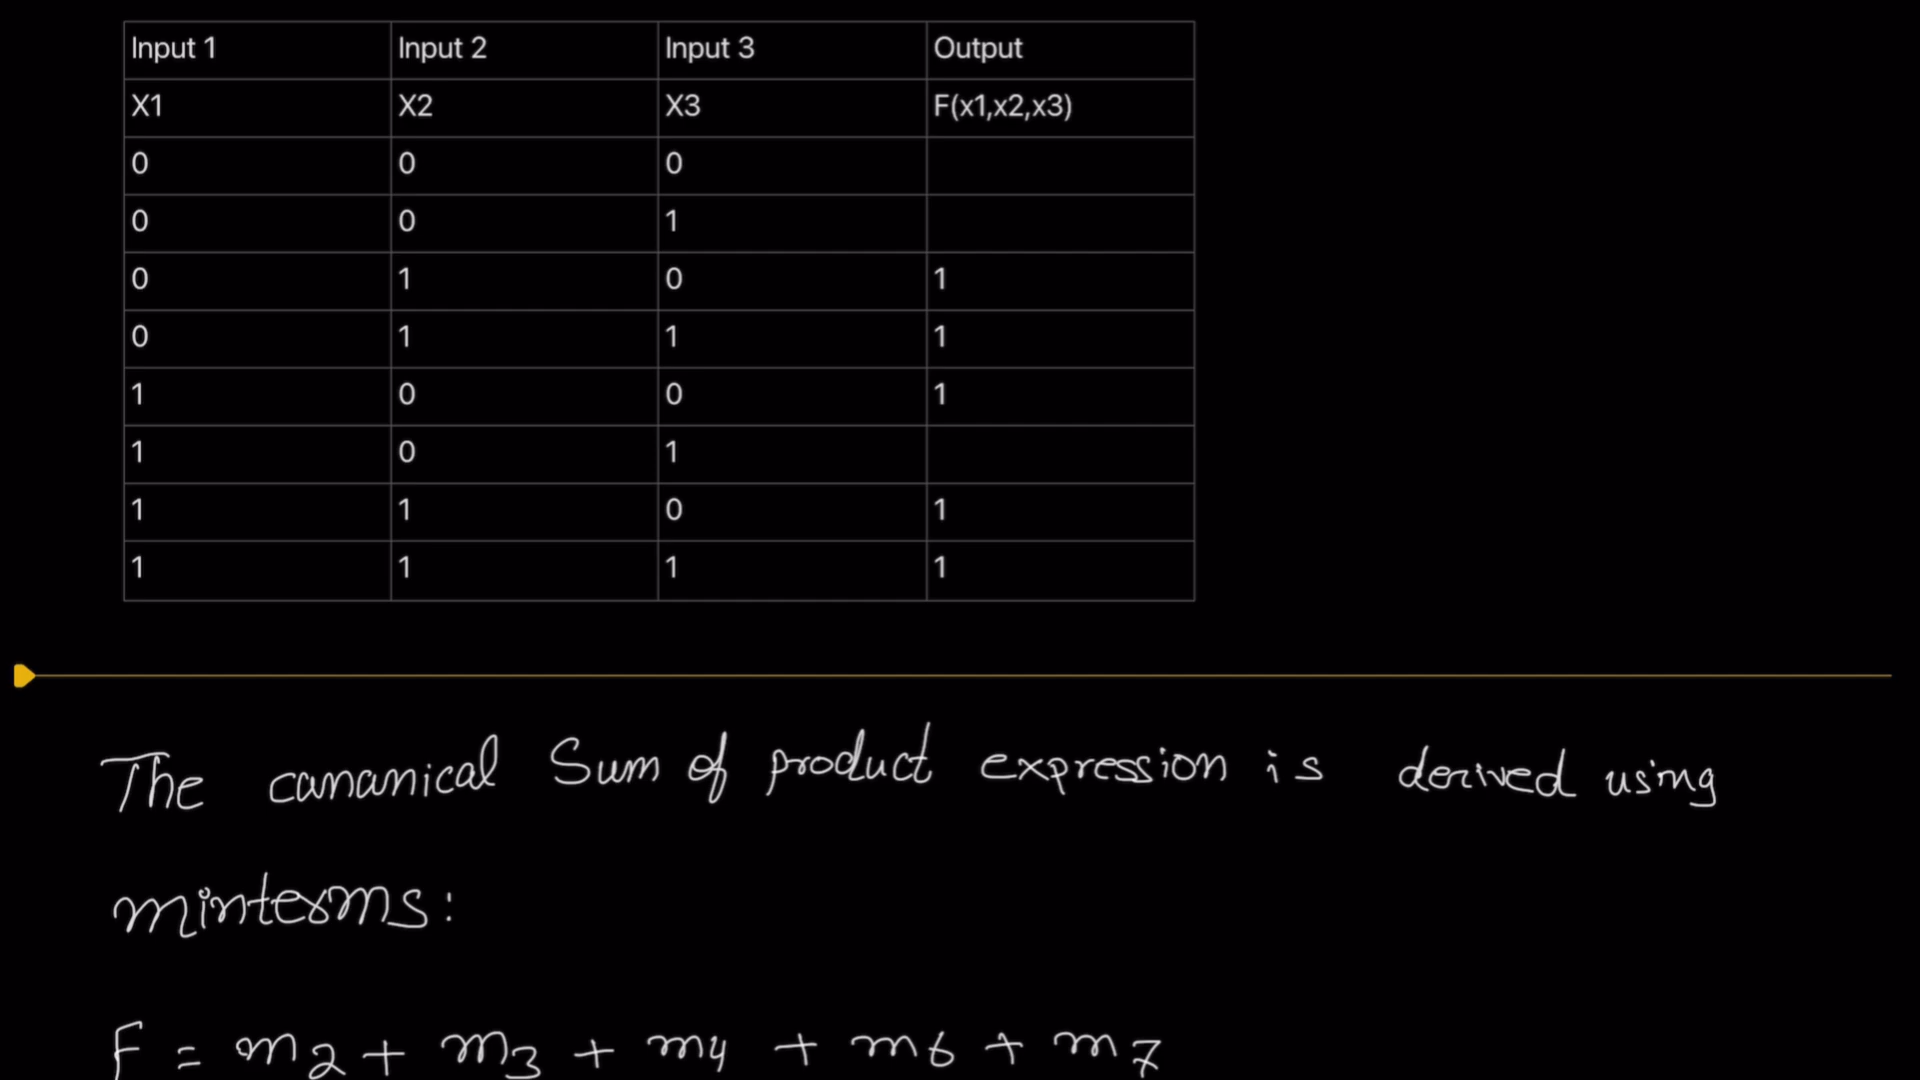 Input 1 Input 2 Input 3 Output
X1 X2 X3 F(x1,x2,x3)
0 0 0
0 0 1
0 1 0 1
0 1 1 1
1 0 0 1
1 0 1
1 1 0 1
1 1 1 1
The cananical Sum of product expression is derived using
minterms:
F = m2 + m3 + m4 + m6 + m7